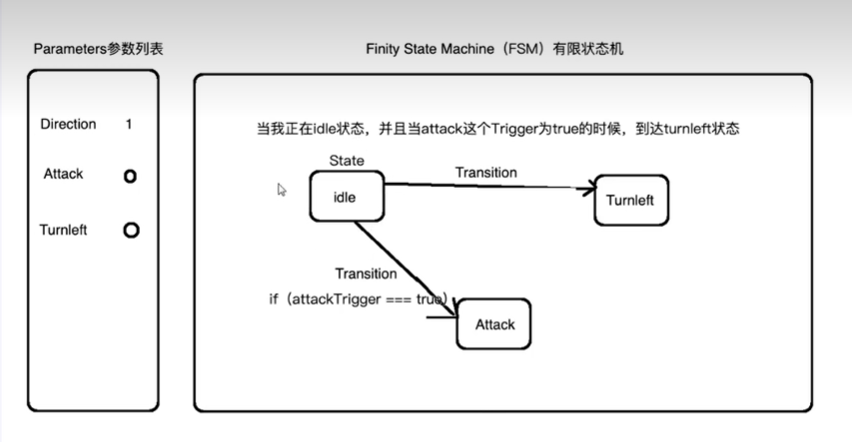 Parameters参数列表
Finity State Machine（FSM）有限状态机
Direction 1
Attack
Turnleft
当我正在idle状态，并且当attack这个Trigger为true的时候，到达turnleft状态
State
idle
Transition
Turnleft
Transition
if（attackTrigger === true）
Attack